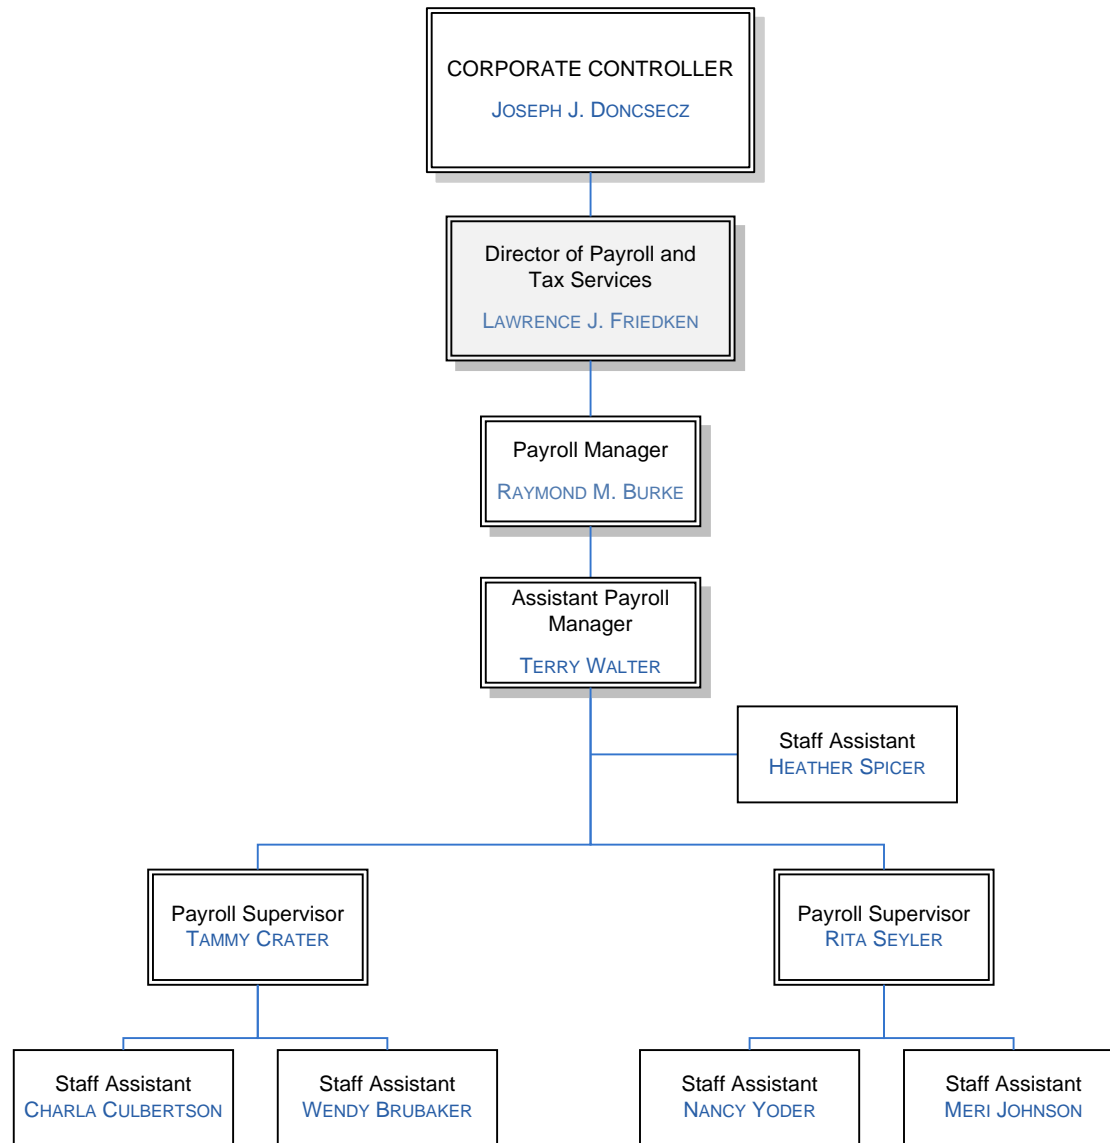 CORPORATE CONTROLLER
JOSEPH J. DONCSECZ
Director of Payroll and
Tax Services
LAWRENCE J. FRIEDKEN
Payroll Manager
RAYMOND M. BURKE
Assistant Payroll
Manager
TERRY WALTER
Staff Assistant
HEATHER SPICER
Payroll Supervisor
TAMMY CRATER
Payroll Supervisor
RITA SEYLER
Staff Assistant
CHARLA CULBERTSON
Staff Assistant
WENDY BRUBAKER
Staff Assistant
NANCY YODER
Staff Assistant
MERI JOHNSON